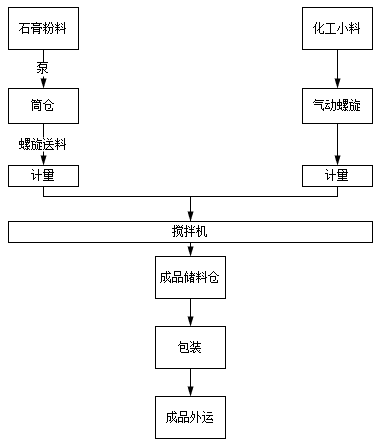 石膏粉料
化工小料
泵
筒仓
气动螺旋
螺旋送料
计量
计量
搅拌机
成品储料仓
包装
成品外运